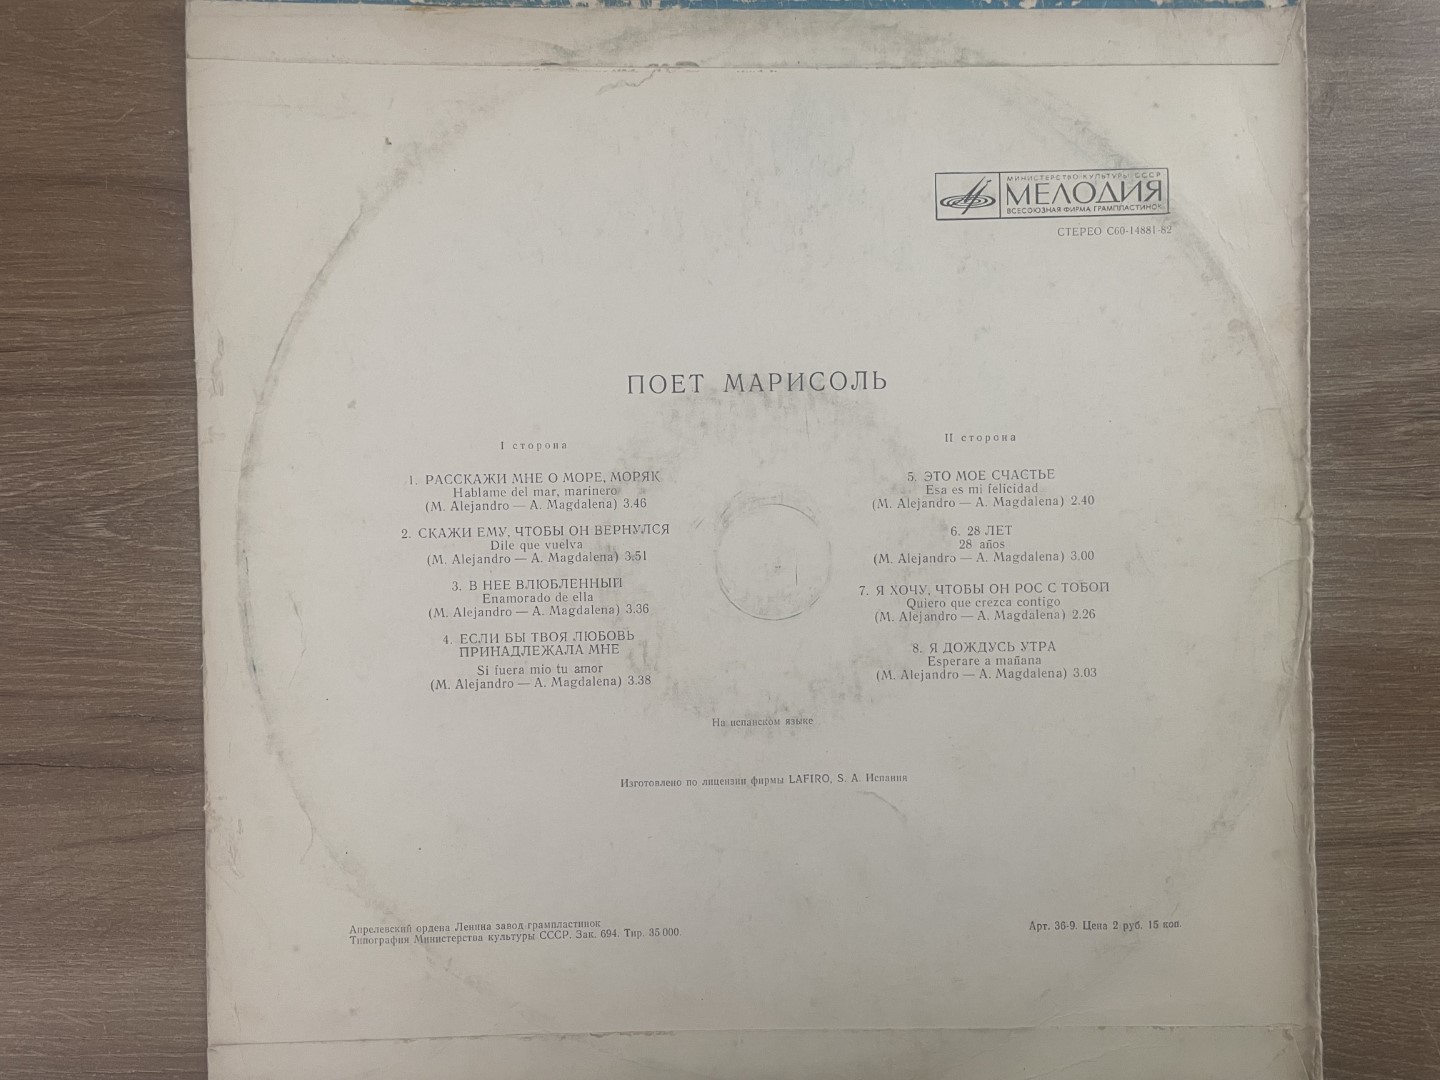 МИНИСТЕРСТВО КУЛЬТУРЫ СССР
МЕЛОДИЯ
ВСЕСОЮЗНАЯ ФИРМА ГРАМПЛАСТИНОК
СТЕРЕО С60-14881-82
ПОЕТ МАРИСОЛЬ
I сторона
1. РАССКАЖИ МНЕ О МОРЕ, МОРЯК
Hablame del mar, marinero
(M. Alejandro — A. Magdalena) 3.46
2. СКАЖИ ЕМУ, ЧТОБЫ ОН ВЕРНУЛСЯ
Dile que vuelva
(M. Alejandro — A. Magdalena) 3.51
3. В НЕЕ ВЛЮБЛЕННЫЙ
Enamorado de ella
(M. Alejandro — A. Magdalena) 3.36
4. ЕСЛИ БЫ ТВОЯ ЛЮБОВЬ
ПРИНАДЛЕЖАЛА МНЕ
Si fuera mio tu amor
(M. Alejandro — A. Magdalena) 3.38
II сторона
5. ЭТО МОЕ СЧАСТЬЕ
Esa es mi felicidad
(M. Alejandro — A. Magdalena) 2.40
6. 28 ЛЕТ
28 años
(M. Alejandro — A. Magdalena) 3.00
7. Я ХОЧУ, ЧТОБЫ ОН РОС С ТОБОЙ
Quiero que crezca contigo
(M. Alejandro — A. Magdalena) 2.26
8. Я ДОЖДУСЬ УТРА
Esperare a mañana
(M. Alejandro — A. Magdalena) 3.03
На испанском языке
Изготовлено по лицензии фирмы LAFIRO, S. A. Испания
Апрелевский ордена Ленина завод грампластинок
Типография Министерства культуры СССР. Зак. 694. Тир. 35 000.
Арт. 36-9. Цена 2 руб. 15 коп.